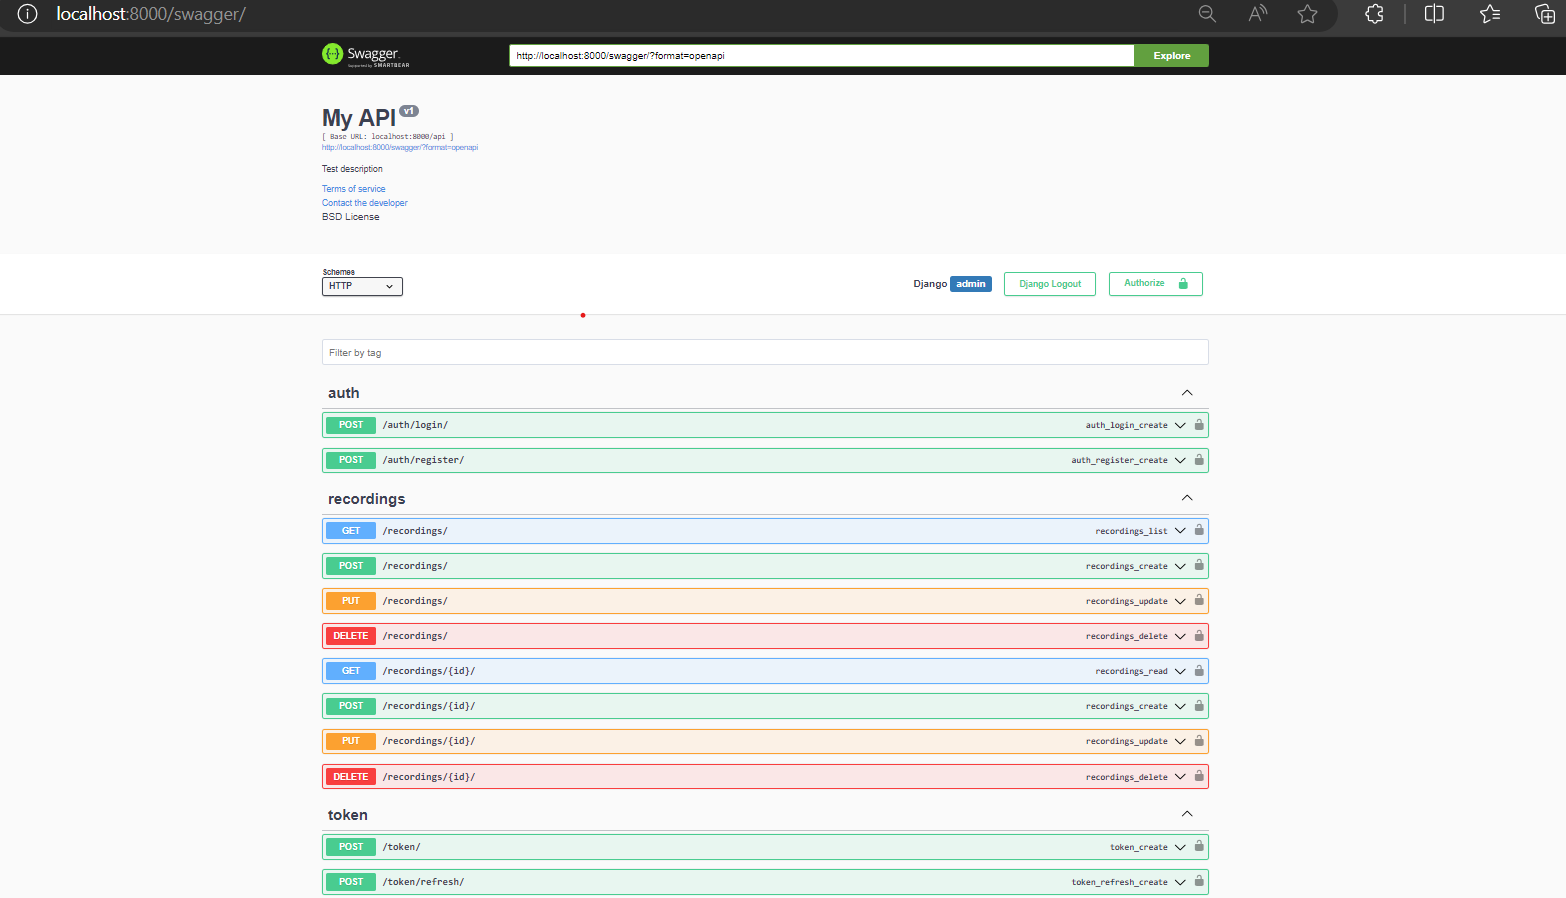 localhost:8000/swagger/
Swagger
Supported by SMARTBEAR
http://localhost:8000/swagger/?format=openapi
Explore
My API v1
[ Base URL: localhost:8000/api ]
http://localhost:8000/swagger/?format=openapi
Test description
Terms of service
Contact the developer
BSD License
Schemes
HTTP
Django admin
Django Logout
Authorize
Filter by tag
auth
POST /auth/login/ auth_login_create
POST /auth/register/ auth_register_create
recordings
GET /recordings/ recordings_list
POST /recordings/ recordings_create
PUT /recordings/ recordings_update
DELETE /recordings/ recordings_delete
GET /recordings/{id}/ recordings_read
POST /recordings/{id}/ recordings_create
PUT /recordings/{id}/ recordings_update
DELETE /recordings/{id}/ recordings_delete
token
POST /token/ token_create
POST /token/refresh/ token_refresh_create